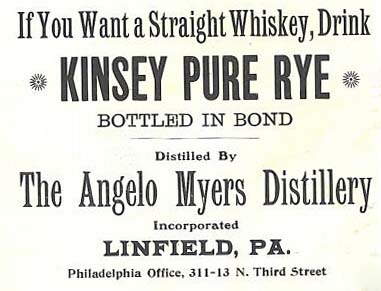 If You Want a Straight Whiskey, Drink
KINSEY PURE RYE
BOTTLED IN BOND
Distilled By
The Angelo Myers Distillery
Incorporated
LINFIELD, PA.
Philadelphia Office, 311-13 N. Third Street